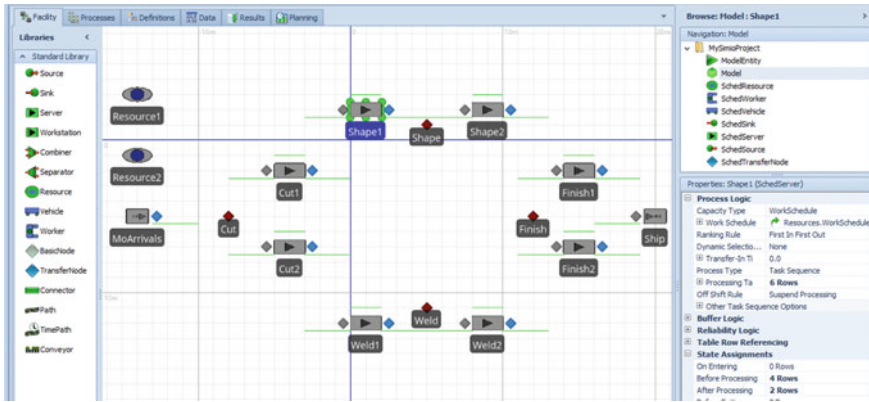 Facility
Processes
Definitions
Data
Results
Planning
Libraries
Standard Library
Source
Sink
Server
Workstation
Combiner
Separator
Resource
Vehicle
Worker
BasicNode
TransferNode
Connector
Path
TimePath
Conveyor
0
Resource1
Shape1
Shape
Shape2
Resource2
Cut1
Finish1
MoArrivals
Cut
Finish
Ship
Cut2
Finish2
Weld
Weld1
Weld2
Browse: Model : Shape1
Navigation: Model
MySimioProject
ModelEntity
Model
SchedResource
SchedWorker
SchedVehicle
SchedSink
SchedServer
SchedSource
SchedTransferNode
Properties: Shape1 (SchedServer)
Process Logic
Capacity Type WorkSchedule
Work Schedule Resources.WorkSchedule
Ranking Rule First In First Out
Dynamic Selectio... None
Transfer-In Ti 0.0
Process Type Task Sequence
Processing Ta 6 Rows
Off Shift Rule Suspend Processing
Other Task Sequence Options
Buffer Logic
Reliability Logic
Table Row Referencing
State Assignments
On Entering 0 Rows
Before Processing 4 Rows
After Processing 2 Rows